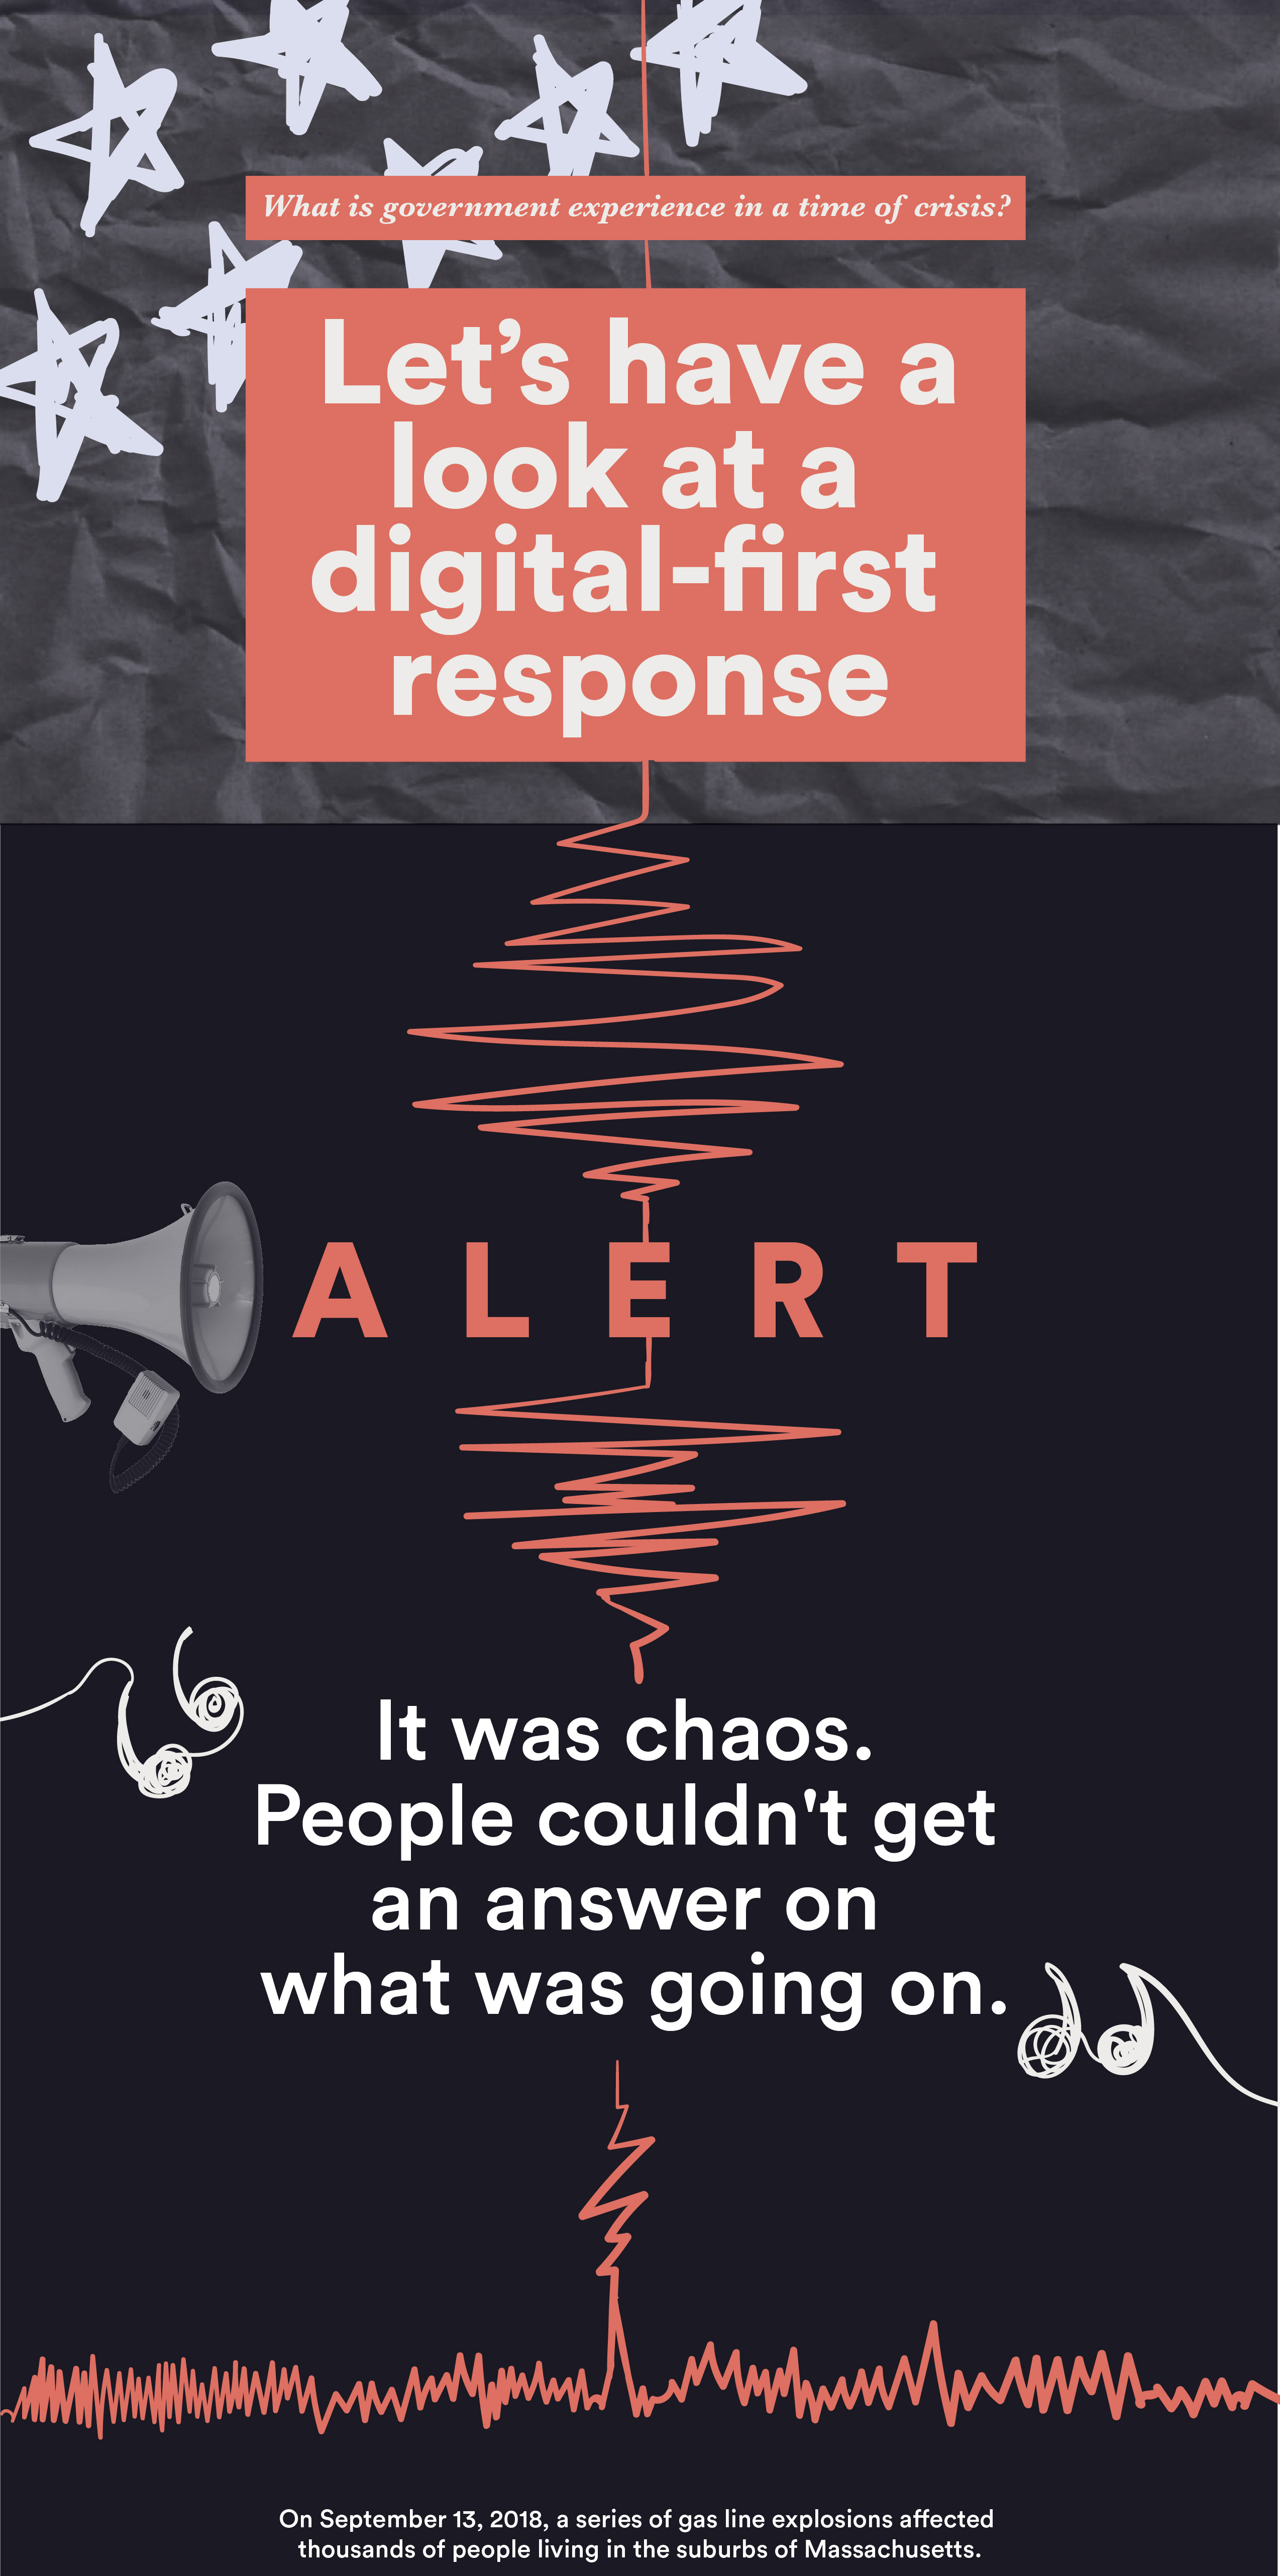 What is government experience in a time of crisis?
Let’s have a
look at a
digital-first
response
ALERT
It was chaos.
People couldn't get
an answer on
what was going on.
On September 13, 2018, a series of gas line explosions affected
thousands of people living in the suburbs of Massachusetts.